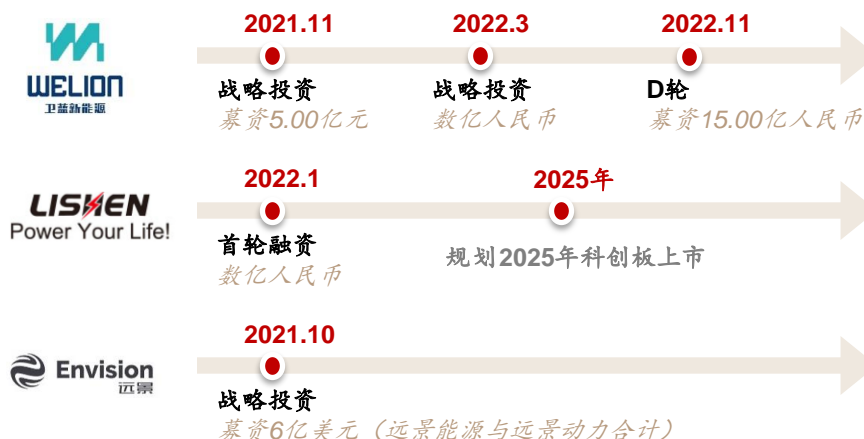 2021.11
2022.3
2022.11
WELION
卫蓝新能源
战略投资
募资5.00亿元
战略投资
数亿人民币
D轮
募资15.00亿人民币
2022.1
2025年
LISHEN
Power Your Life!
首轮融资
数亿人民币
规划2025年科创板上市
2021.10
Envision
远景
战略投资
募资6亿美元（远景能源与远景动力合计）